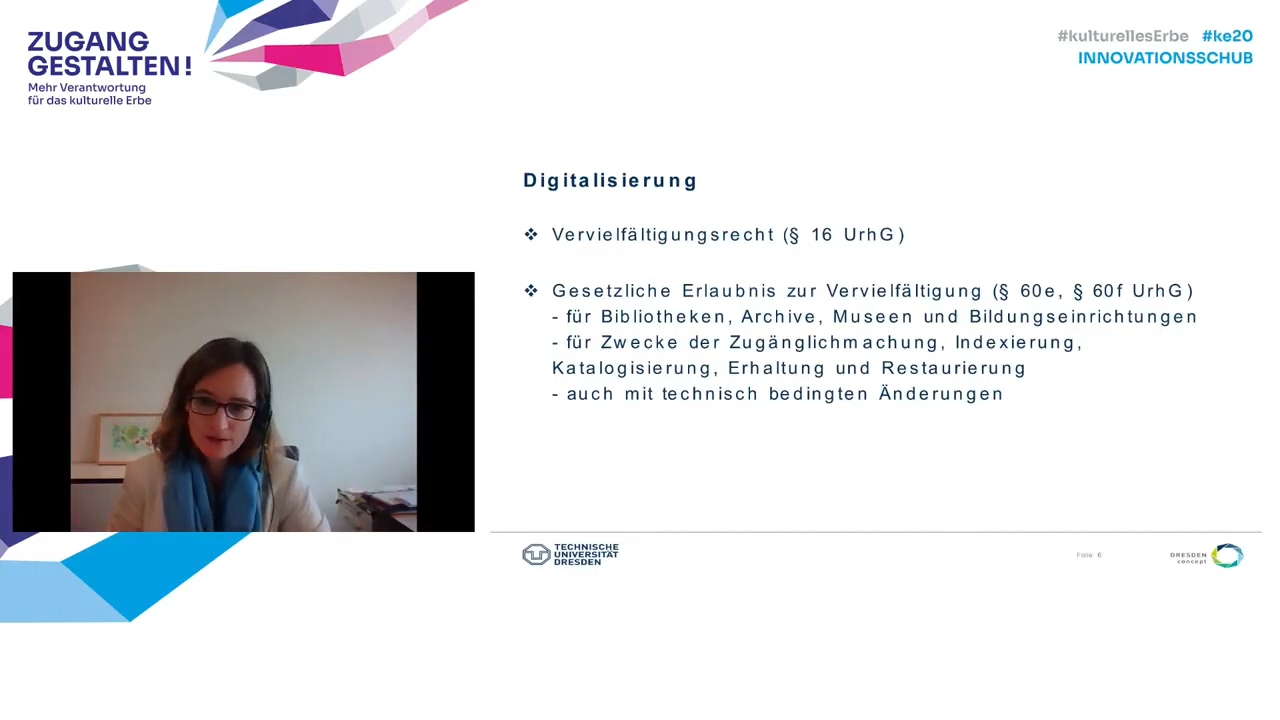 ZUGANG
GESTALTEN!
Mehr Verantwortung
für das kulturelle Erbe
#kulturellesErbe #ke20
INNOVATIONSSCHUB
Digitalisierung
❖ Vervielfältigungsrecht (§ 16 UrhG)
❖ Gesetzliche Erlaubnis zur Vervielfältigung (§ 60e, § 60f UrhG)
- für Bibliotheken, Archive, Museen und Bildungseinrichtungen
- für Zwecke der Zugänglichmachung, Indexierung,
Katalogisierung, Erhaltung und Restaurierung
- auch mit technisch bedingten Änderungen
TECHNISCHE
UNIVERSITÄT
DRESDEN
Folie 6
DRESDEN
concept